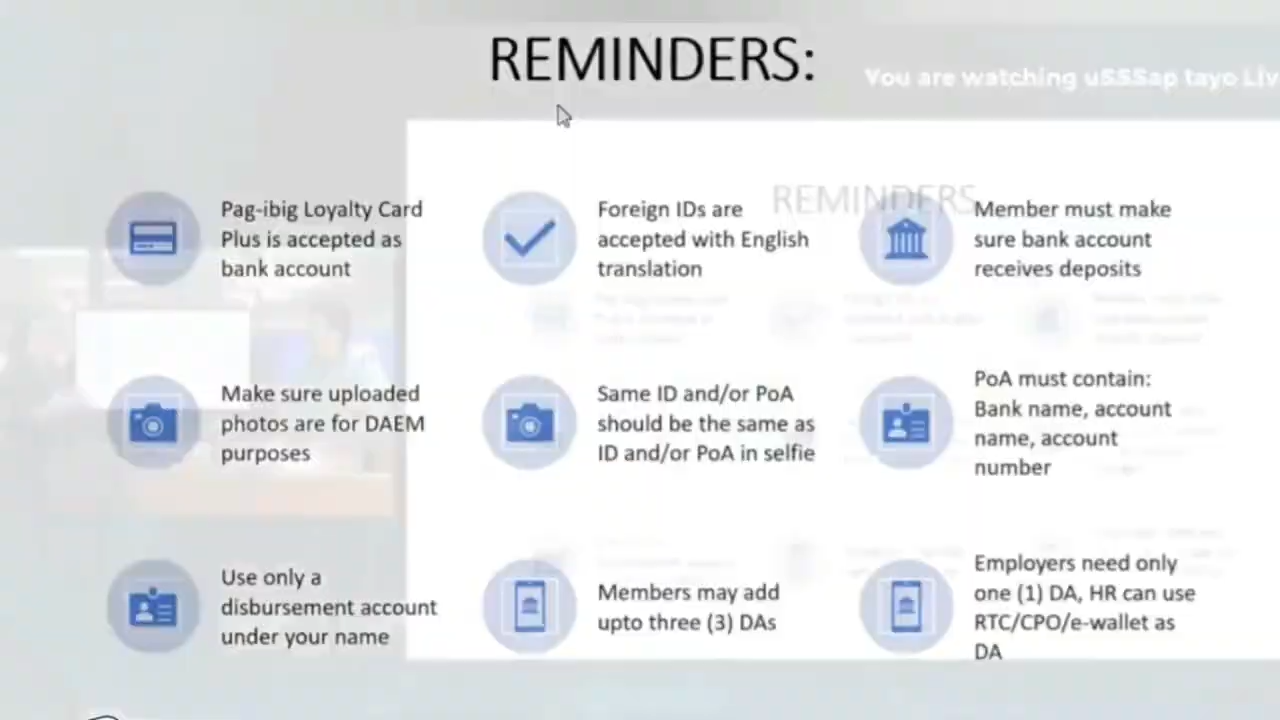 REMINDERS:
You are watching uSSSap tayo Liv
REMINDERS
Pag-ibig Loyalty Card
Plus is accepted as
bank account
Foreign IDs are
accepted with English
translation
Member must make
sure bank account
receives deposits
Make sure uploaded
photos are for DAEM
purposes
Same ID and/or PoA
should be the same as
ID and/or PoA in selfie
PoA must contain:
Bank name, account
name, account
number
Use only a
disbursement account
under your name
Members may add
upto three (3) DAs
Employers need only
one (1) DA, HR can use
RTC/CPO/e-wallet as
DA